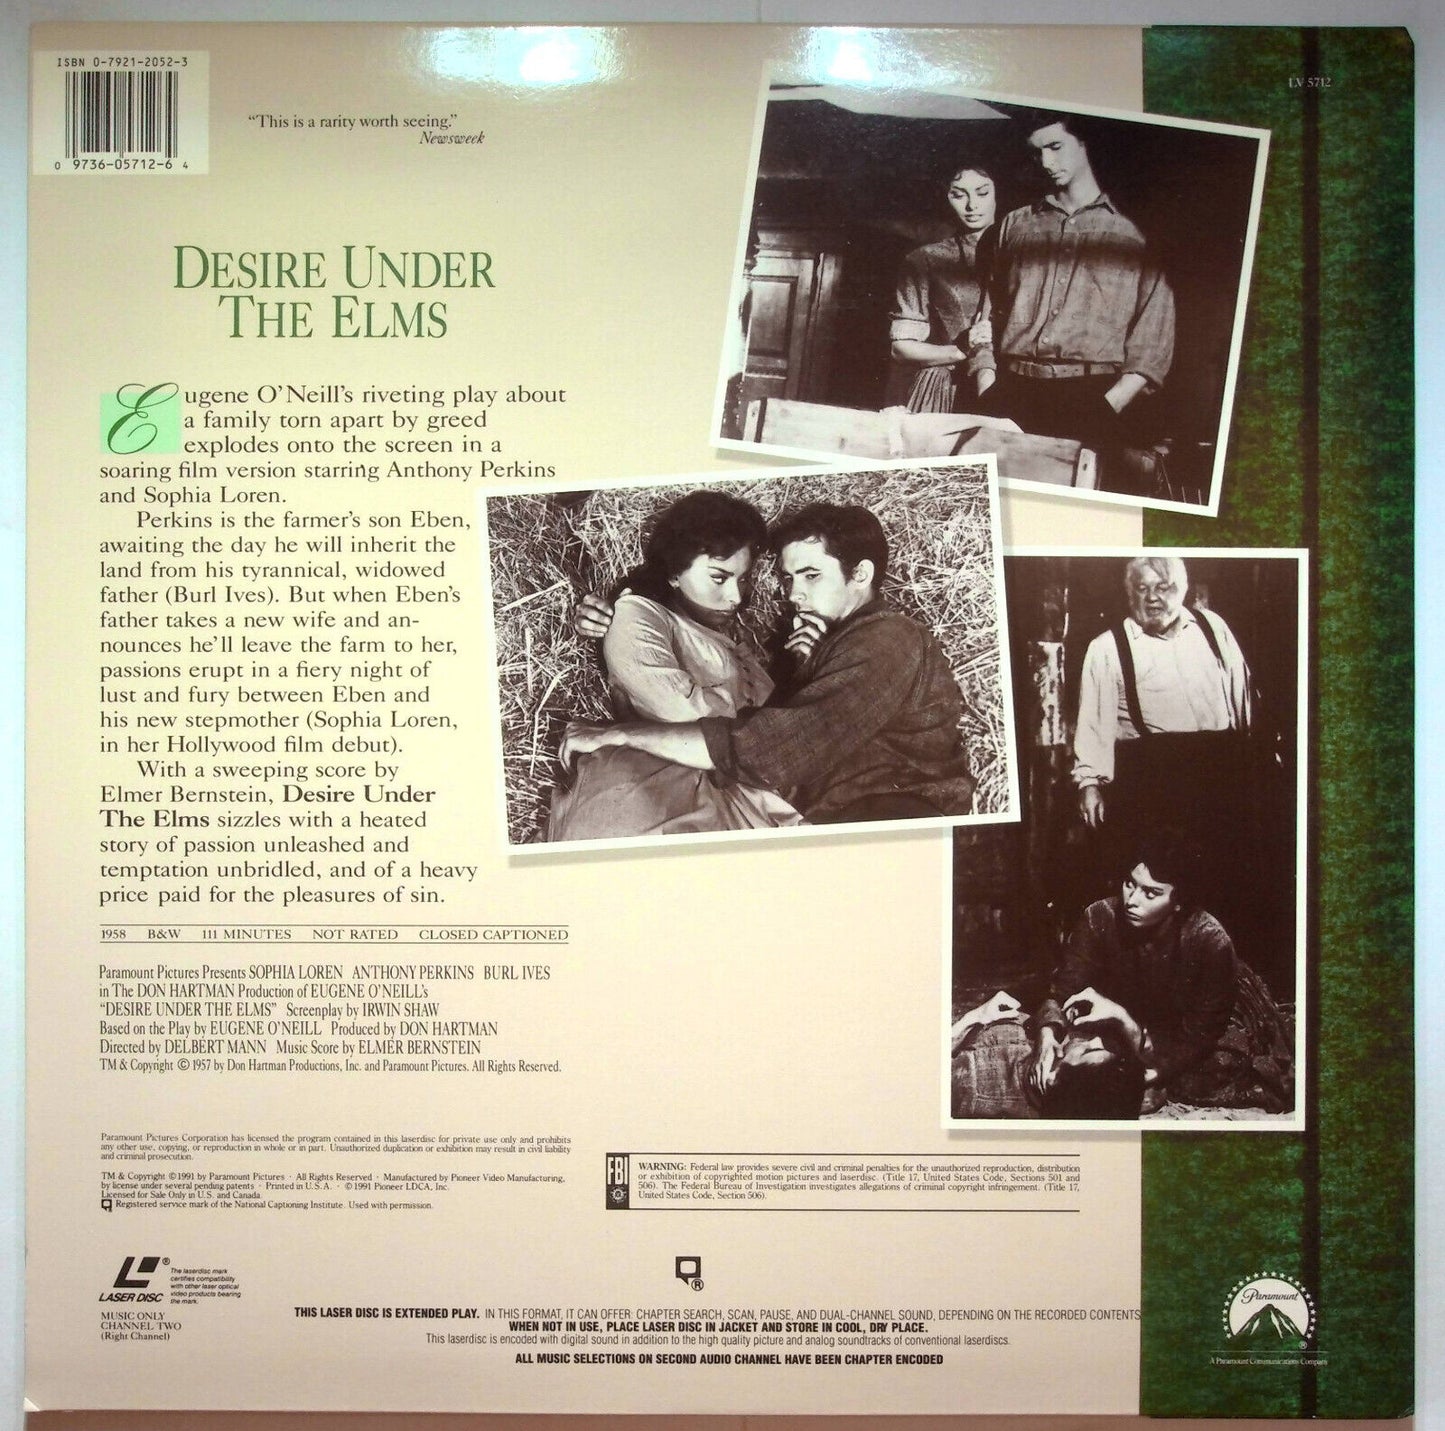 ISBN 0-7921-2052-3
0 9736-05712-6 4
LV 5712
“This is a rarity worth seeing.”
Newsweek
DESIRE UNDER
THE ELMS
Eugene O’Neill’s riveting play about
a family torn apart by greed
explodes onto the screen in a
soaring film version starring Anthony Perkins
and Sophia Loren.
Perkins is the farmer’s son Eben,
awaiting the day he will inherit the
land from his tyrannical, widowed
father (Burl Ives). But when Eben’s
father takes a new wife and an-
nounces he’ll leave the farm to her,
passions erupt in a fiery night of
lust and fury between Eben and
his new stepmother (Sophia Loren,
in her Hollywood film debut).
With a sweeping score by
Elmer Bernstein, Desire Under
The Elms sizzles with a heated
story of passion unleashed and
temptation unbridled, and of a heavy
price paid for the pleasures of sin.
1958 B&W 111 MINUTES NOT RATED CLOSED CAPTIONED
Paramount Pictures Presents SOPHIA LOREN ANTHONY PERKINS BURL IVES
in The DON HARTMAN Production of EUGENE O’NEILL’s
“DESIRE UNDER THE ELMS” Screenplay by IRWIN SHAW
Based on the Play by EUGENE O’NEILL Produced by DON HARTMAN
Directed by DELBERT MANN Music Score by ELMER BERNSTEIN
TM & Copyright © 1957 by Don Hartman Productions, Inc. and Paramount Pictures. All Rights Reserved.
Paramount Pictures Corporation has licensed the program contained in this laserdisc for private use only and prohibits
any other use, copying, or reproduction in whole or in part. Unauthorized duplication or exhibition may result in civil liability
and criminal prosecution.
TM & Copyright ©1991 by Paramount Pictures · All Rights Reserved · Manufactured by Pioneer Video Manufacturing,
by license under several pending patents · Printed in U.S.A. · ©1991 Pioneer LDCA, Inc.
Licensed for Sale Only in U.S. and Canada.
Registered service mark of the National Captioning Institute. Used with permission.
FBI
WARNING: Federal law provides severe civil and criminal penalties for the unauthorized reproduction, distribution
or exhibition of copyrighted motion pictures and laserdisc. (Title 17, United States Code, Sections 501 and
506). The Federal Bureau of Investigation investigates allegations of criminal copyright infringement. (Title 17,
United States Code, Section 506).
LASER DISC
®
The laserdisc mark
certifies compatibility
with other laser optical
video products bearing
the mark.
MUSIC ONLY
CHANNEL TWO
(Right Channel)
®
THIS LASER DISC IS EXTENDED PLAY. IN THIS FORMAT, IT CAN OFFER: CHAPTER SEARCH, SCAN, PAUSE, AND DUAL-CHANNEL SOUND, DEPENDING ON THE RECORDED CONTENTS
WHEN NOT IN USE, PLACE LASER DISC IN JACKET AND STORE IN COOL, DRY PLACE.
This laserdisc is encoded with digital sound in addition to the high quality picture and analog soundtracks of conventional laserdiscs.
ALL MUSIC SELECTIONS ON SECOND AUDIO CHANNEL HAVE BEEN CHAPTER ENCODED
Paramount
®
A Paramount Communications Company